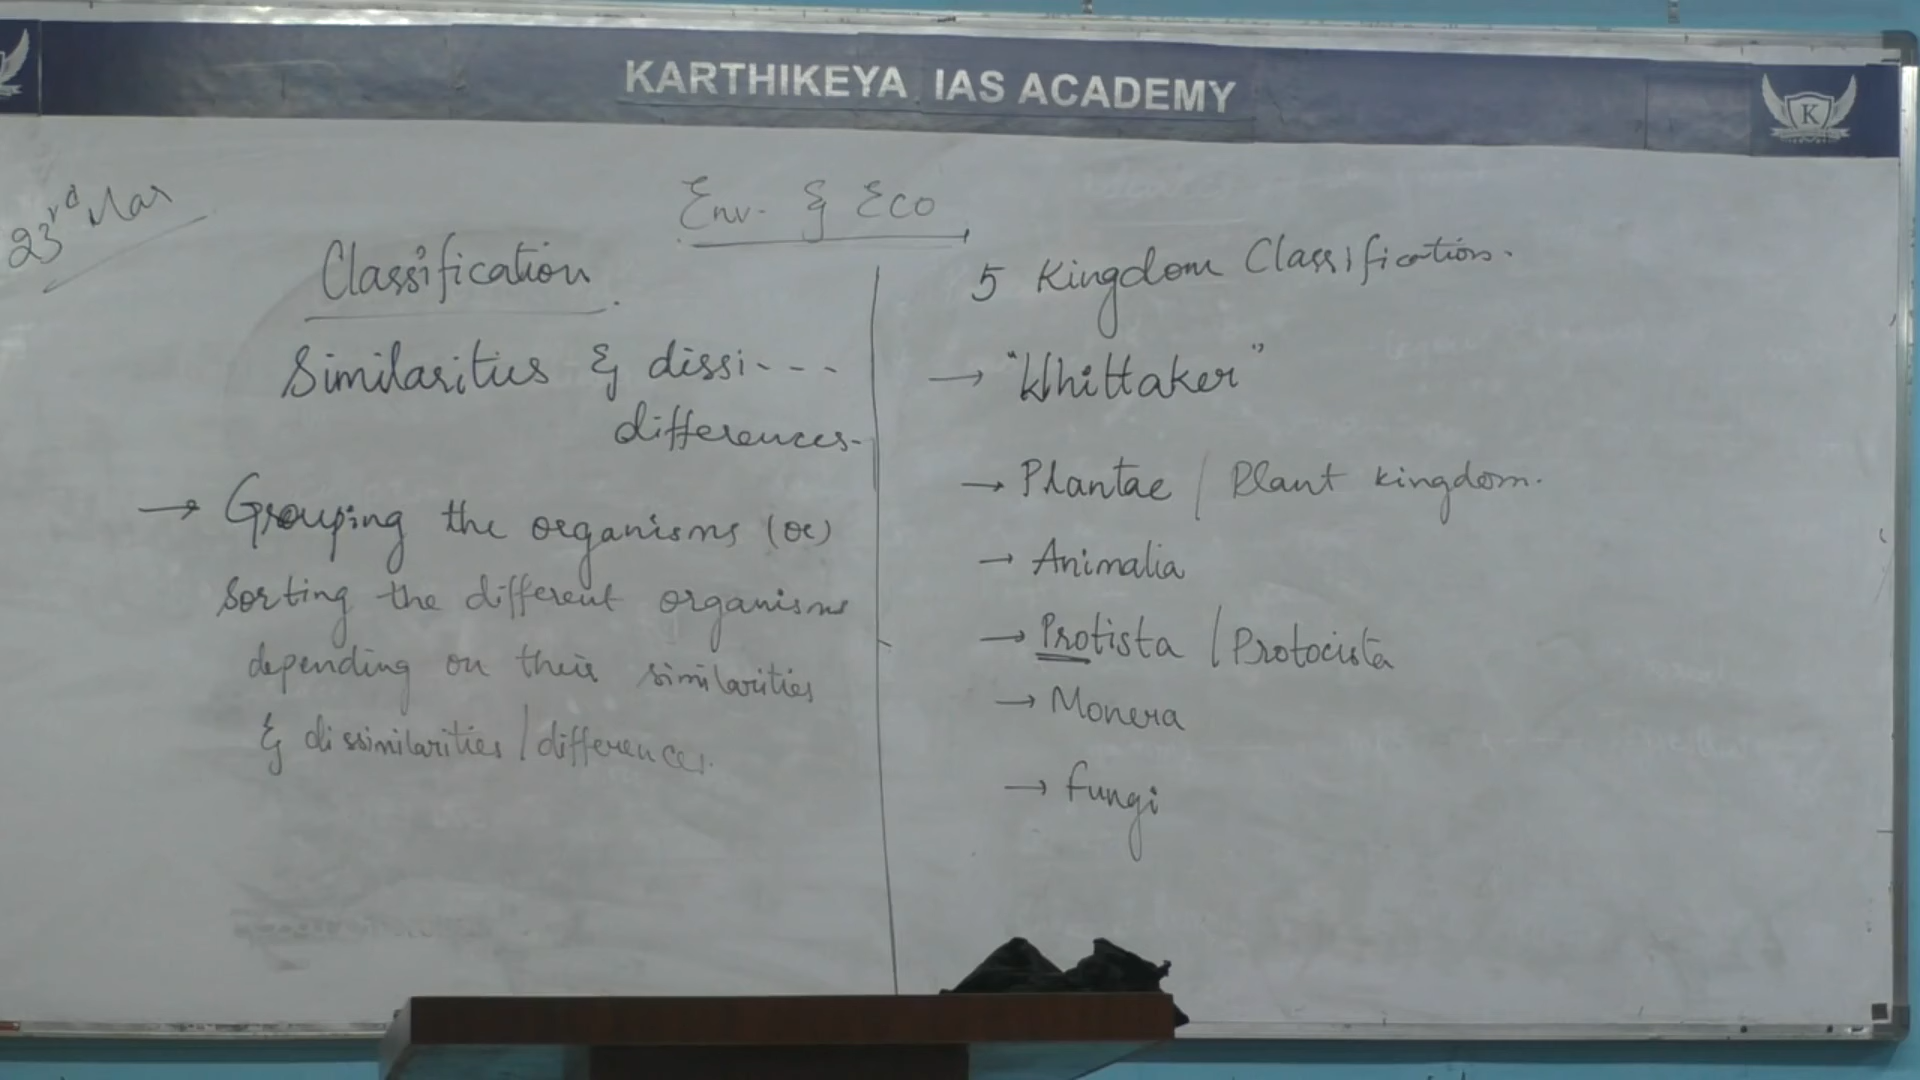 KARTHIKEYA IAS ACADEMY
K
23rd Mar
Env. & Eco
Classification
Similarities & dissi----
differences.
→ Grouping the organisms (or)
Sorting the different organisms
depending on their similarities
& dissimilarities / differences.
5 Kingdom Classification.
→ "Whittaker"
→ Plantae / Plant kingdom.
→ Animalia
→ Protista / Protocista
→ Monera
→ fungi